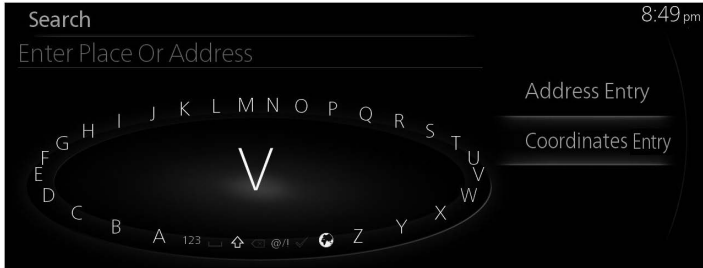 Search
8:49 pm
Enter Place Or Address
Address Entry
Coordinates Entry
A B C D E F G H I J K L M N O P Q R S T U V W X Y Z
V
123
@/!